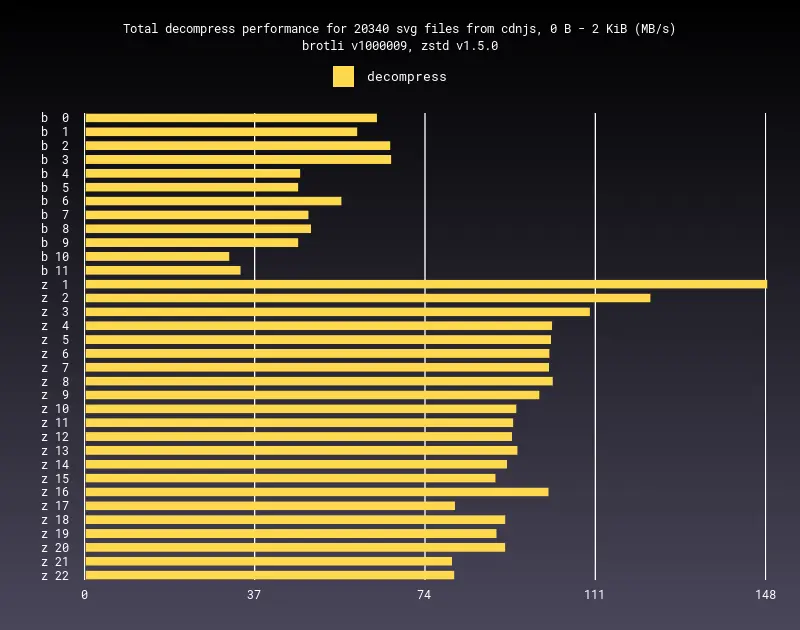 Total decompress performance for 20340 svg files from cdnjs, 0 B - 2 KiB (MB/s)
brotli v1000009, zstd v1.5.0
decompress
b 0
b 1
b 2
b 3
b 4
b 5
b 6
b 7
b 8
b 9
b 10
b 11
z 1
z 2
z 3
z 4
z 5
z 6
z 7
z 8
z 9
z 10
z 11
z 12
z 13
z 14
z 15
z 16
z 17
z 18
z 19
z 20
z 21
z 22
0 37 74 111 148